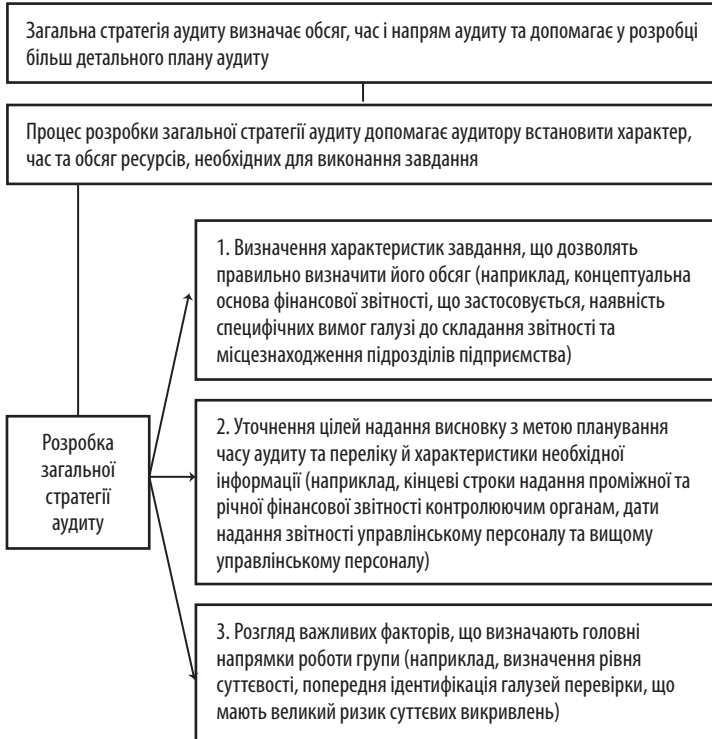 Загальна стратегія аудиту визначає обсяг, час і напрям аудиту та допомагає у розробці
більш детального плану аудиту
Процес розробки загальної стратегії аудиту допомагає аудитору встановити характер,
час та обсяг ресурсів, необхідних для виконання завдання
1. Визначення характеристик завдання, що дозволять
правильно визначити його обсяг (наприклад, концептуальна
основа фінансової звітності, що застосовується, наявність
специфічних вимог галузі до складання звітності та
місцезнаходження підрозділів підприємства)
Розробка
загальної
стратегії
аудиту
2. Уточнення цілей надання висновку з метою планування
часу аудиту та переліку й характеристики необхідної
інформації (наприклад, кінцеві строки надання проміжної та
річної фінансової звітності контролюючим органам, дати
надання звітності управлінському персоналу та вищому
управлінському персоналу)
3. Розгляд важливих факторів, що визначають головні
напрямки роботи групи (наприклад, визначення рівня
суттєвості, попередня ідентифікація галузей перевірки, що
мають великий ризик суттєвих викривлень)